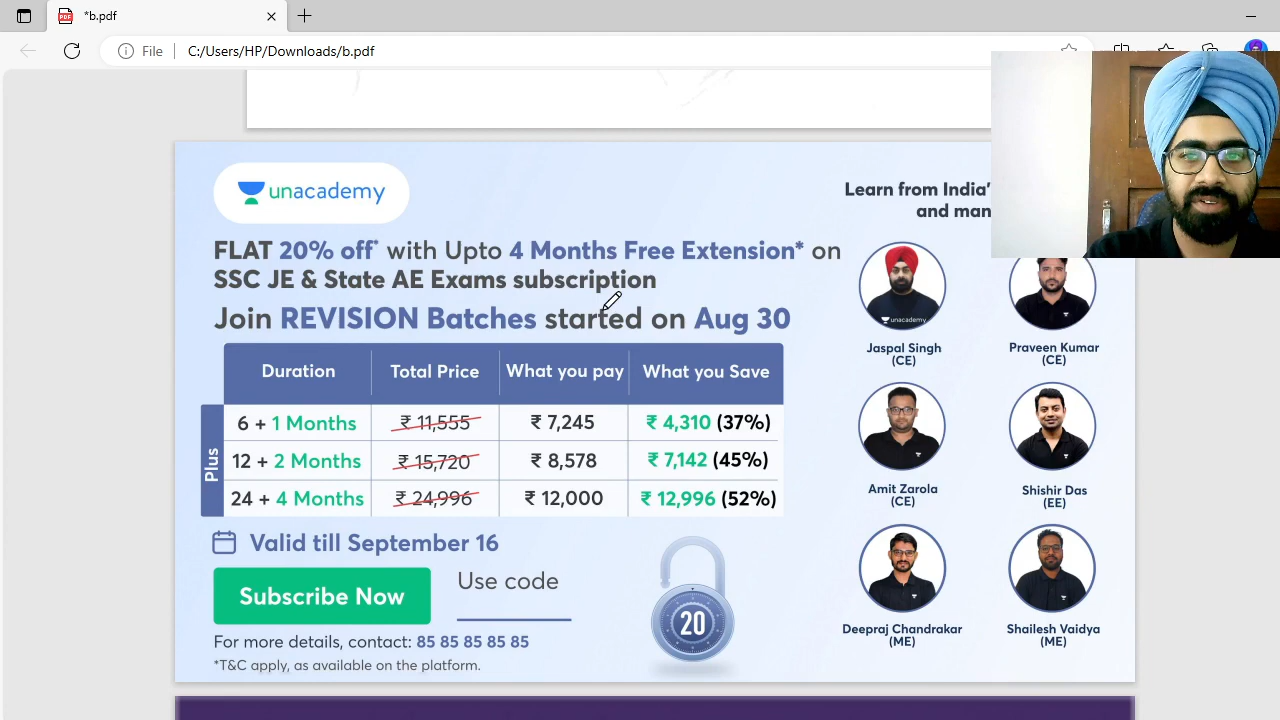 *b.pdf
File
C:/Users/HP/Downloads/b.pdf
unacademy
FLAT 20% off* with Upto 4 Months Free Extension* on
SSC JE & State AE Exams subscription
Join REVISION Batches started on Aug 30
Duration Total Price What you pay What you Save
Plus
6 + 1 Months ₹ 11,555 ₹ 7,245 ₹ 4,310 (37%)
12 + 2 Months ₹ 15,720 ₹ 8,578 ₹ 7,142 (45%)
24 + 4 Months ₹ 24,996 ₹ 12,000 ₹ 12,996 (52%)
Valid till September 16
Subscribe Now
Use code
20
For more details,contact: 85 85 85 85 85
*T&C apply, as available on the platform.
Learn from India'
and man
unacademy
Jaspal Singh
(CE)
Praveen Kumar
(CE)
Amit Zarola
(CE)
Shishir Das
(EE)
Deepraj Chandrakar
(ME)
Shailesh Vaidya
(ME)